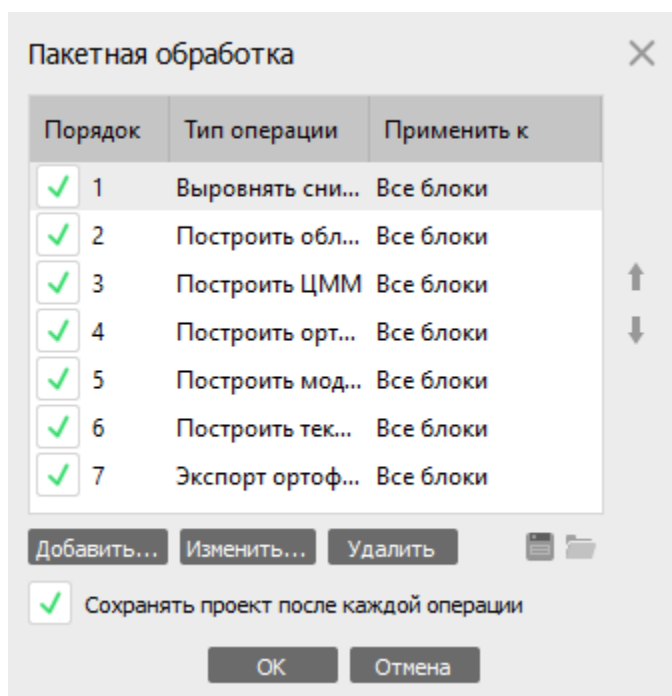 Пакетная обработка
Порядок Тип операции Применить к
1 Выровнять сни... Все блоки
2 Построить обл... Все блоки
3 Построить ЦММ Все блоки
4 Построить орт... Все блоки
5 Построить мод... Все блоки
6 Построить тек... Все блоки
7 Экспорт ортоф... Все блоки
Добавить... Изменить... Удалить
Сохранять проект после каждой операции
OK Отмена